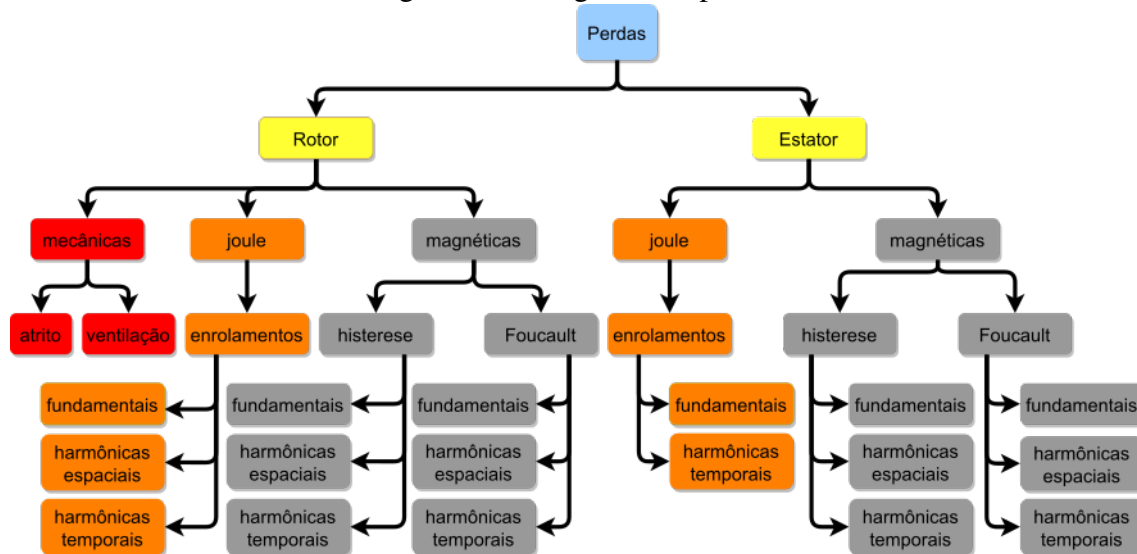 Perdas
Rotor
Estator
mecânicas
joule
magnéticas
joule
magnéticas
atrito
ventilação
enrolamentos
histerese
Foucault
enrolamentos
histerese
Foucault
fundamentais
fundamentais
fundamentais
fundamentais
fundamentais
fundamentais
harmônicas
espaciais
harmônicas
espaciais
harmônicas
espaciais
harmônicas
temporais
harmônicas
espaciais
harmônicas
espaciais
harmônicas
temporais
harmônicas
temporais
harmônicas
temporais
harmônicas
temporais
harmônicas
temporais